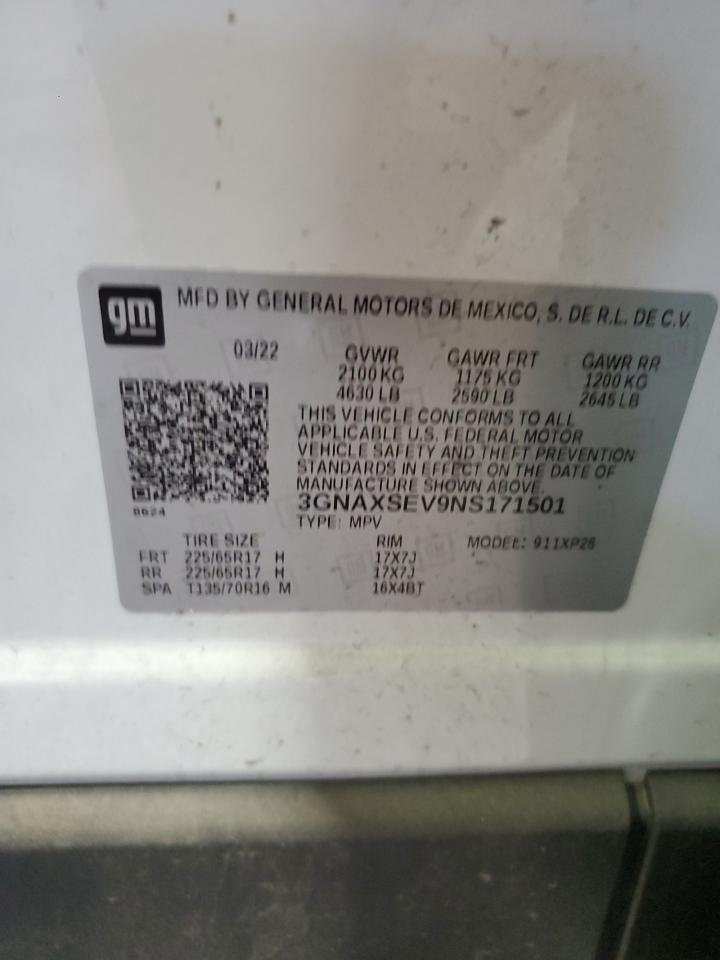 gm
MFD BY GENERAL MOTORS DE MEXICO, S. DE R.L. DE C.V.
03/22 GVWR GAWR FRT GAWR RR
2100 KG 1175 KG 1200 KG
4630 LB 2590 LB 2645 LB
THIS VEHICLE CONFORMS TO ALL
APPLICABLE U.S. FEDERAL MOTOR
VEHICLE SAFETY AND THEFT PREVENTION
STANDARDS IN EFFECT ON THE DATE OF
MANUFACTURE SHOWN ABOVE.
3GNAXSEV9NS171501
8624
TYPE: MPV
TIRE SIZE RIM MODEL: 911XP26
FRT 225/65R17 H 17X7J
RR 225/65R17 H 17X7J
SPA T135/70R16 M 16X4BT